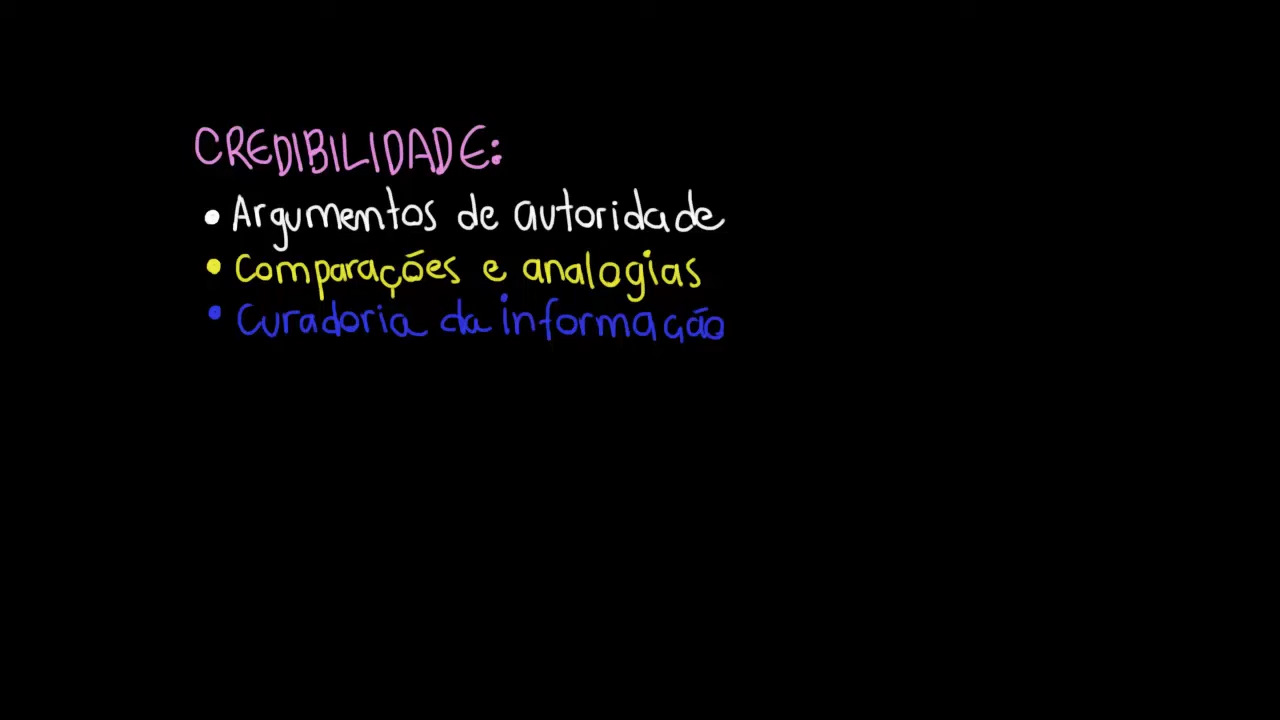 CREDIBILIDADE:
• Argumentos de autoridade
• Comparações e analogias
• Curadoria da informação